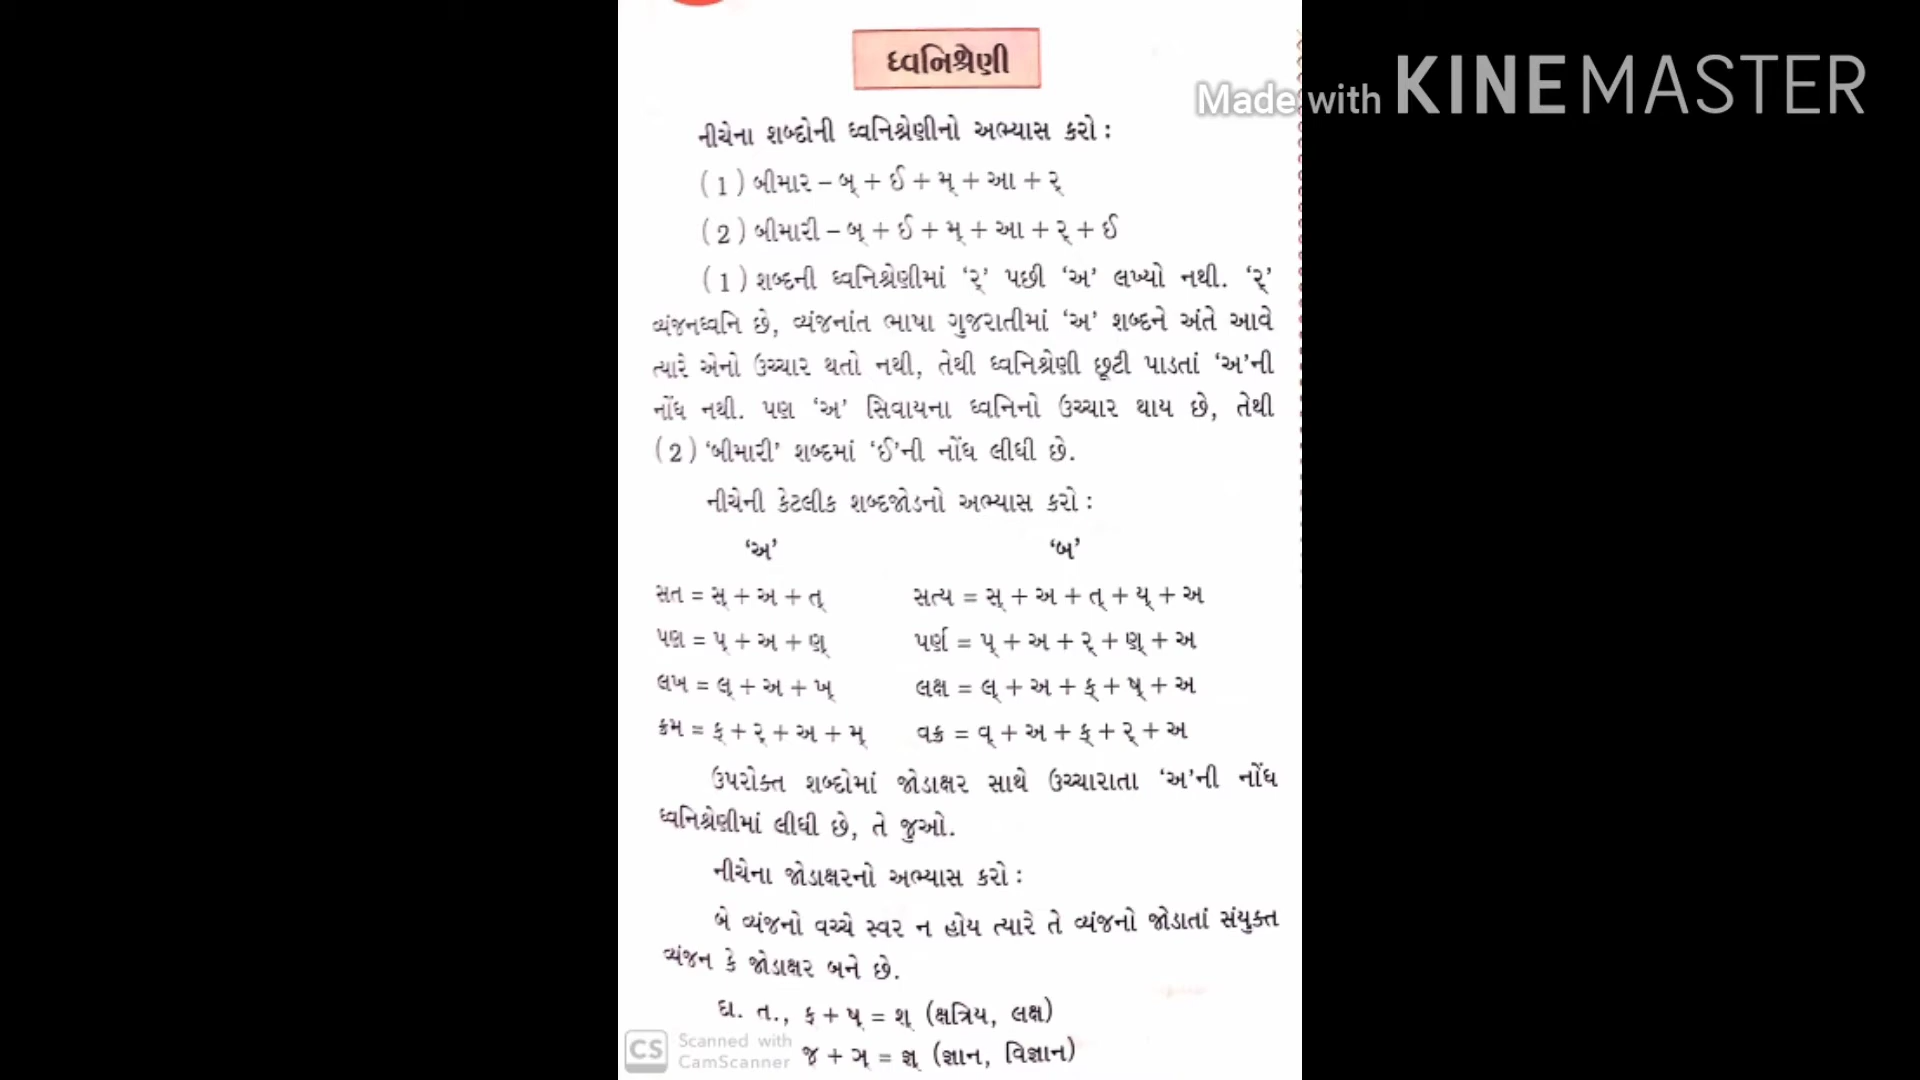 ધ્વનિશ્રેણી
Made with KINEMASTER
નીચેના શબ્દોની ધ્વનિશ્રેણીનો અભ્યાસ કરો :
(1) બીમાર – બ્ + ઈ + મ્ + આ + ર્
(2) બીમારી – બ્ + ઈ + મ્ + આ + ર્ + ઈ
(1) શબ્દની ધ્વનિશ્રેણીમાં ‘ર્’ પછી ‘અ’ લખ્યો નથી. ‘ર્’
વ્યંજનધ્વનિ છે, વ્યંજનાંત ભાષા ગુજરાતીમાં ‘અ’ શબ્દને અંતે આવે
ત્યારે એનો ઉચ્ચાર થતો નથી, તેથી ધ્વનિશ્રેણી છૂટી પાડતાં ‘અ’ની
નોંધ નથી. પણ ‘અ’ સિવાયના ધ્વનિનો ઉચ્ચાર થાય છે, તેથી
(2) ‘બીમારી’ શબ્દમાં ‘ઈ’ની નોંધ લીધી છે.
નીચેની કેટલીક શબ્દજોડનો અભ્યાસ કરો :
‘અ’ ‘બ’
સત = સ્ + અ + ત્ સત્ય = સ્ + અ + ત્ + ય્ + અ
પણ = પ્ + અ + ણ્ પર્ણ = પ્ + અ + ર્ + ણ્ + અ
લખ = લ્ + અ + ખ્ લક્ષ = લ્ + અ + ક્ + ષ્ + અ
ક્રમ = ક્ + ર્ + અ + મ્ વક્ર = વ્ + અ + ક્ + ર્ + અ
ઉપરોક્ત શબ્દોમાં જોડાક્ષર સાથે ઉચ્ચારાતા ‘અ’ની નોંધ
ધ્વનિશ્રેણીમાં લીધી છે, તે જુઓ.
નીચેના જોડાક્ષરનો અભ્યાસ કરો :
બે વ્યંજનો વચ્ચે સ્વર ન હોય ત્યારે તે વ્યંજનો જોડાતાં સંયુક્ત
વ્યંજન કે જોડાક્ષર બને છે.
દા. ત., ક્ + ષ્ = શ્ (ક્ષત્રિય, લક્ષ)
જ્ + ઞ્ = જ્ઞ્ (જ્ઞાન, વિજ્ઞાન)
CS Scanned with
CamScanner